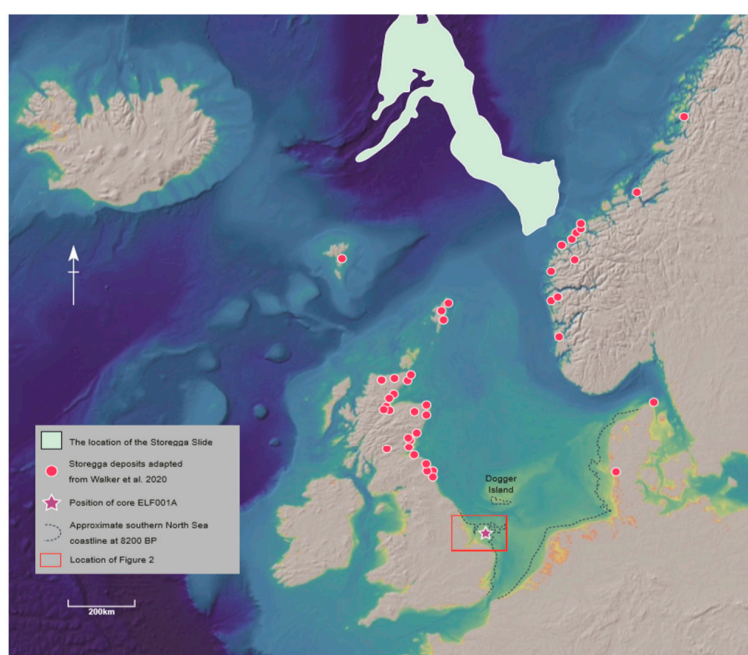 Dogger
Island
The location of the Storegga Slide
Storegga deposits adapted
from Walker et al. 2020
Position of core ELF001A
Approximate southern North Sea
coastline at 8200 BP
Location of Figure 2
200km